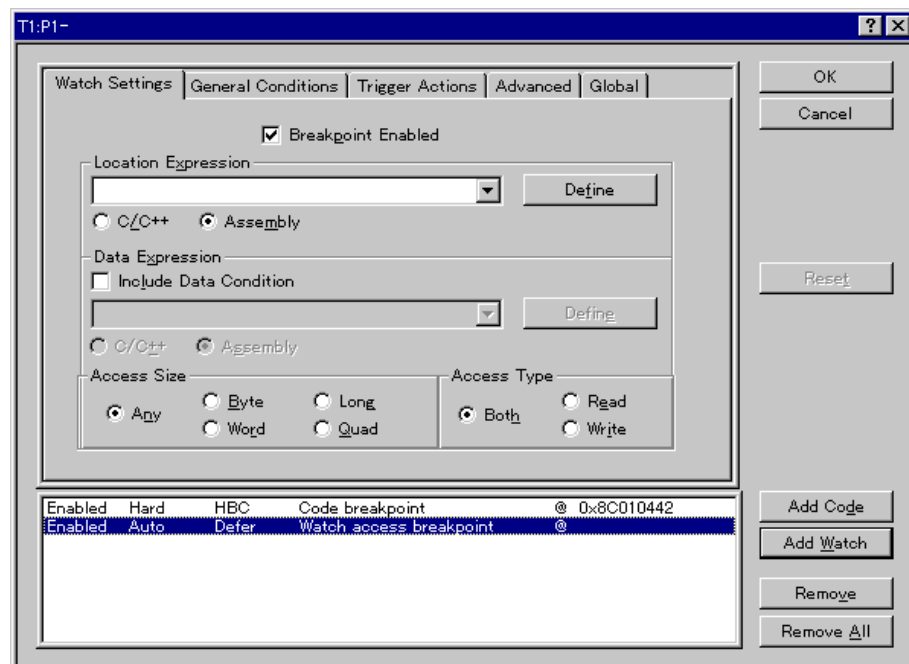 T1:P1-
Watch Settings General Conditions Trigger Actions Advanced Global
OK
Cancel
Breakpoint Enabled
Location Expression
Define
C/C++ Assembly
Data Expression
Include Data Condition
Reset
Define
C/C++ Assembly
Access Size
Any
Byte
Long
Word
Quad
Access Type
Both
Read
Write
Enabled Hard HBC Code breakpoint @ 0x8C010442
Enabled Auto Defer Watch access breakpoint @
Add Code
Add Watch
Remove
Remove All